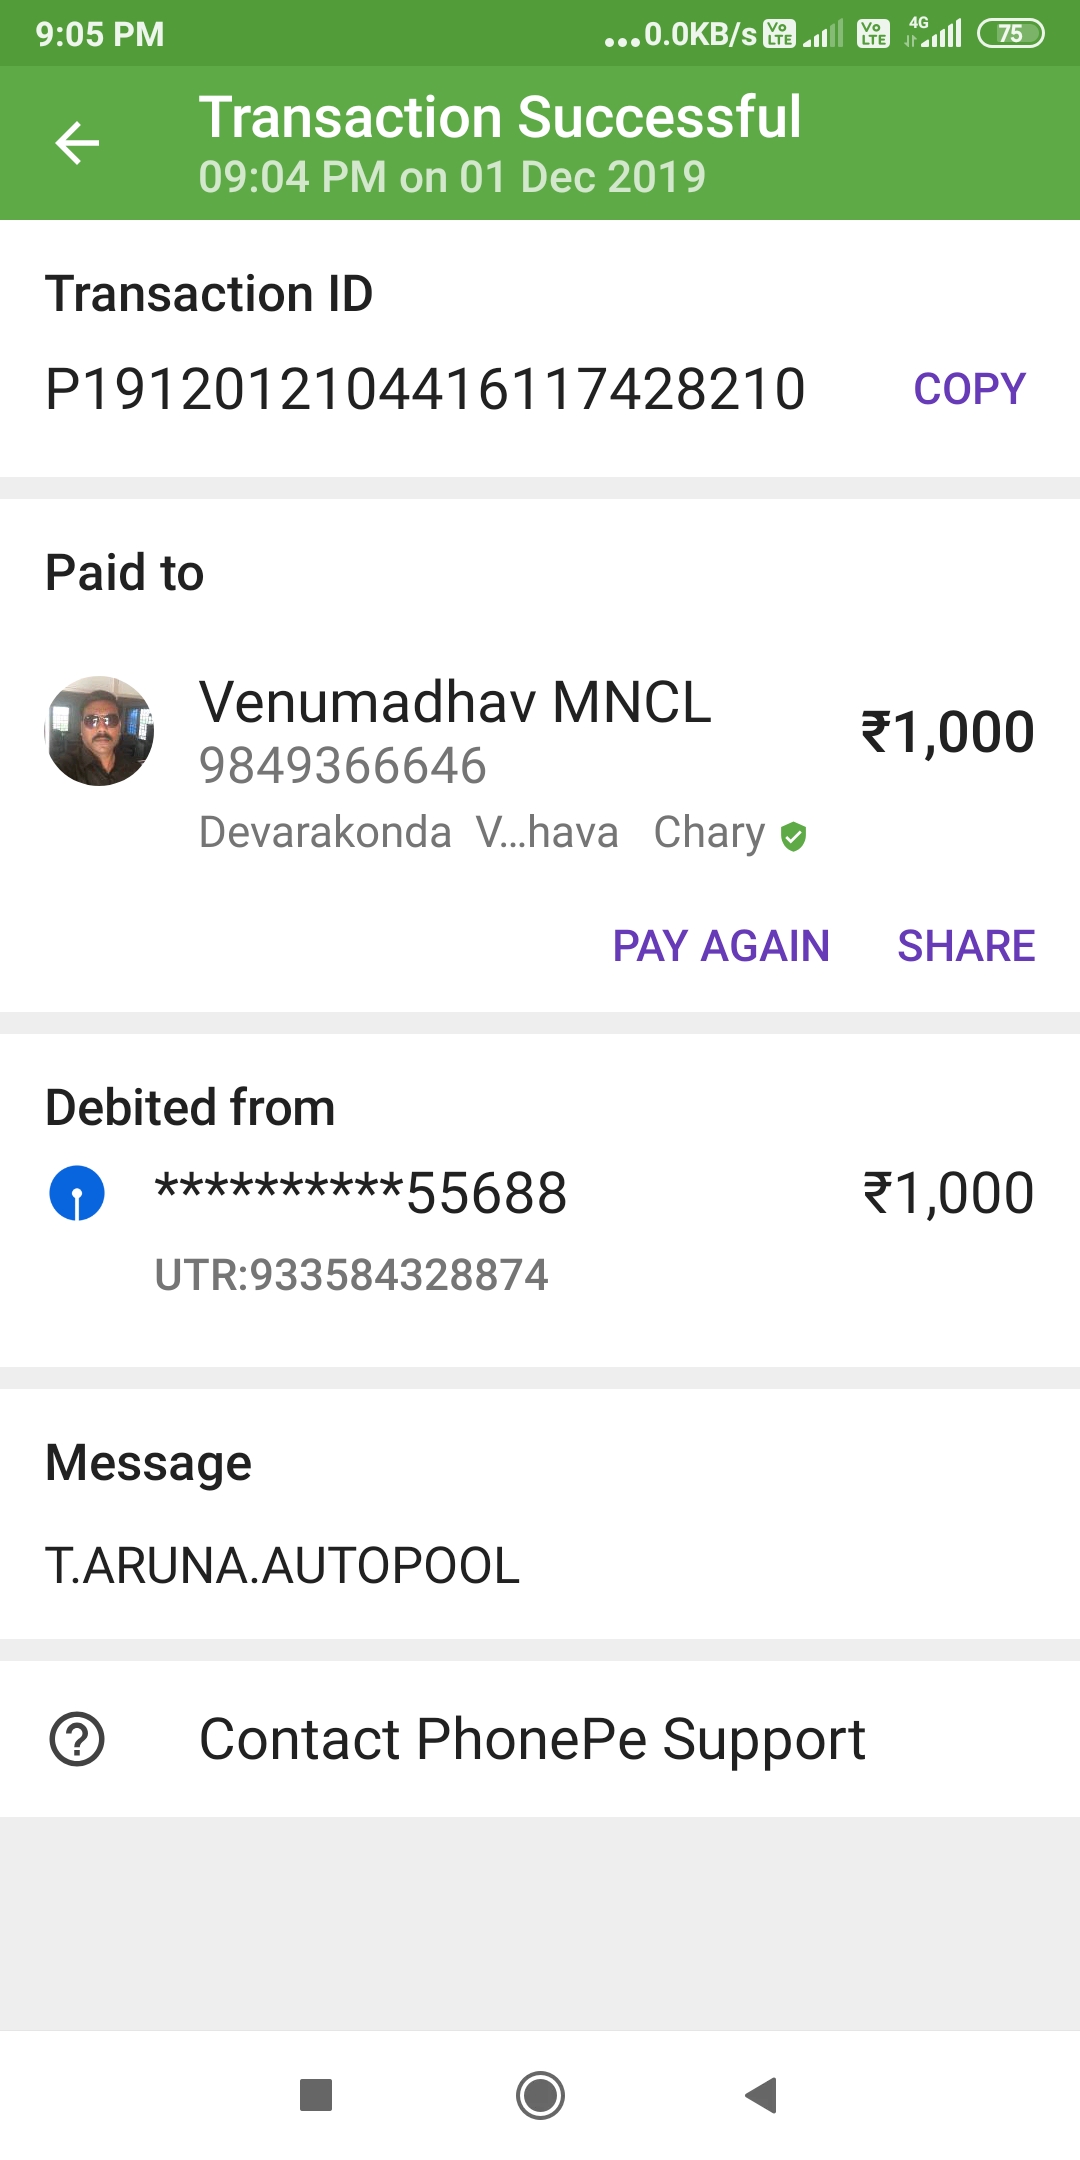 9:05 PM
...0.0KB/s Vo LTE Vo LTE 4G 75
Transaction Successful
09:04 PM on 01 Dec 2019
Transaction ID
P1912012104416117428210 COPY
Paid to
Venumadhav MNCL ₹1,000
9849366646
Devarakonda V...hava Chary
PAY AGAIN SHARE
Debited from
**********55688 ₹1,000
UTR:933584328874
Message
T.ARUNA.AUTOPOOL
Contact PhonePe Support